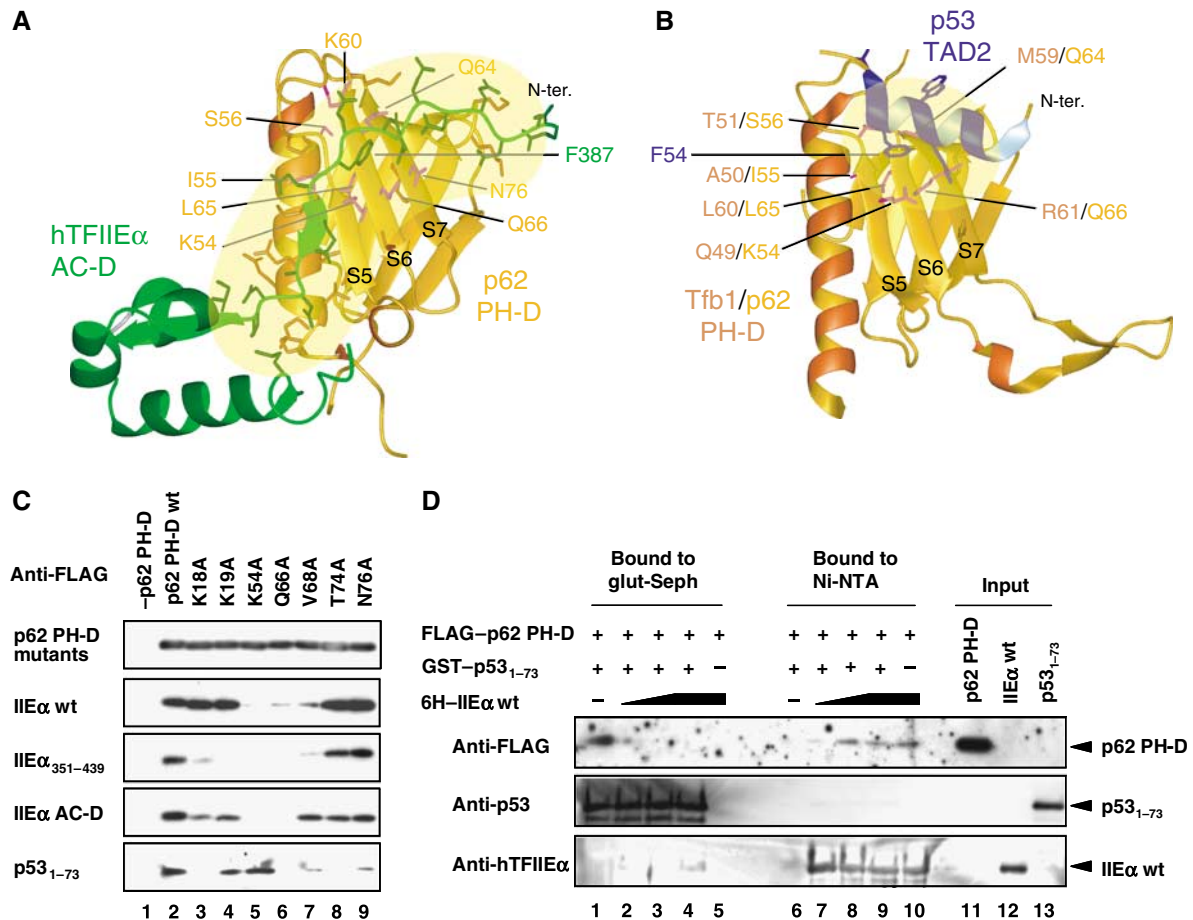 A
K60
Q64
N-ter.
S56
F387
I55
N76
L65
Q66
K54
hTFIIEα
AC-D
S7
S6
S5
p62
PH-D
B
p53
TAD2
M59/Q64
N-ter.
T51/S56
F54
A50/I55
L60/L65
R61/Q66
Q49/K54
S7
S6
S5
Tfb1/p62
PH-D
C
Anti-FLAG
–p62 PH-D
p62 PH-D wt
K18A
K19A
K54A
Q66A
V68A
T74A
N76A
p62 PH-D
mutants
IIEα wt
IIEα351–439
IIEα AC-D
p531–73
1 2 3 4 5 6 7 8 9
D
Bound to
glut-Seph
Bound to
Ni-NTA
Input
FLAG–p62 PH-D + + + + + + + + + +
GST–p531–73 + + + + – + + + + –
6H–IIEα wt – –
p62 PH-D
IIEα wt
p531–73
Anti-FLAG
p62 PH-D
Anti-p53
p531–73
Anti-hTFIIEα
IIEα wt
1 2 3 4 5 6 7 8 9 10 11 12 13